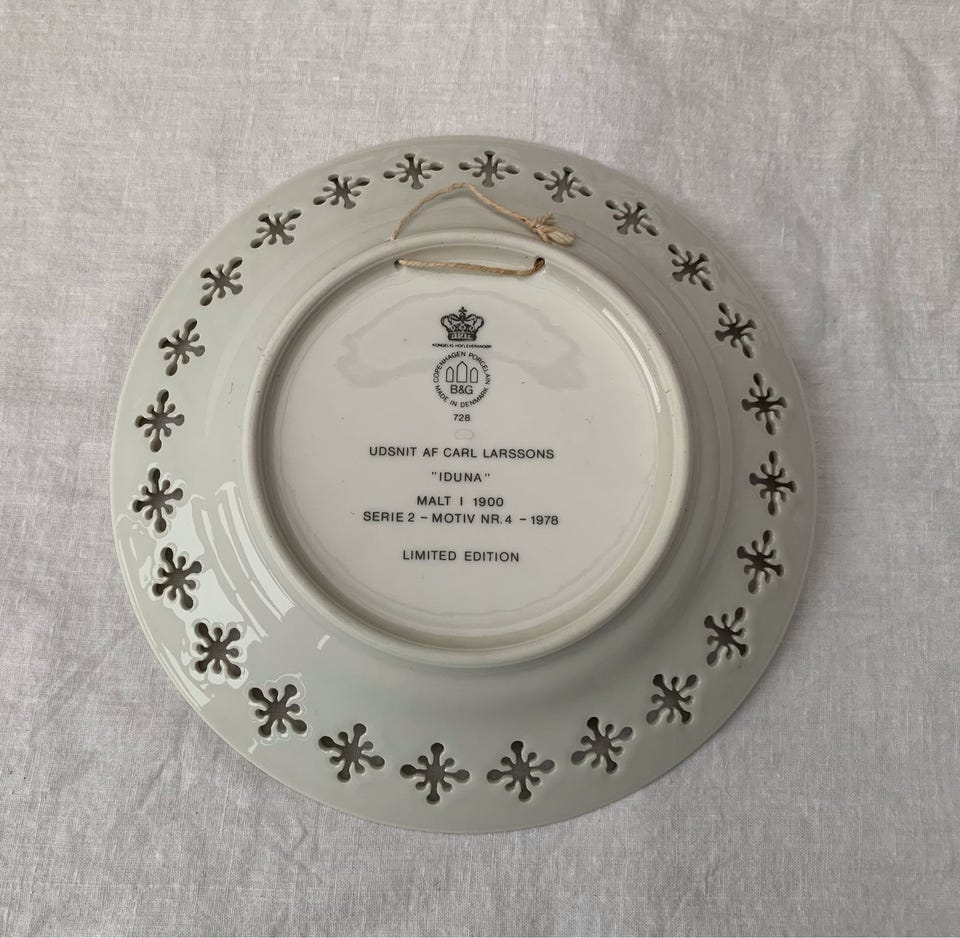 KONGELIG HOFLEVERANDØR
COPENHAGEN PORCELAIN
B&G
MADE IN DENMARK
728
UDSNIT AF CARL LARSSONS
"IDUNA"
MALT I 1900
SERIE 2 – MOTIV NR. 4 – 1978
LIMITED EDITION